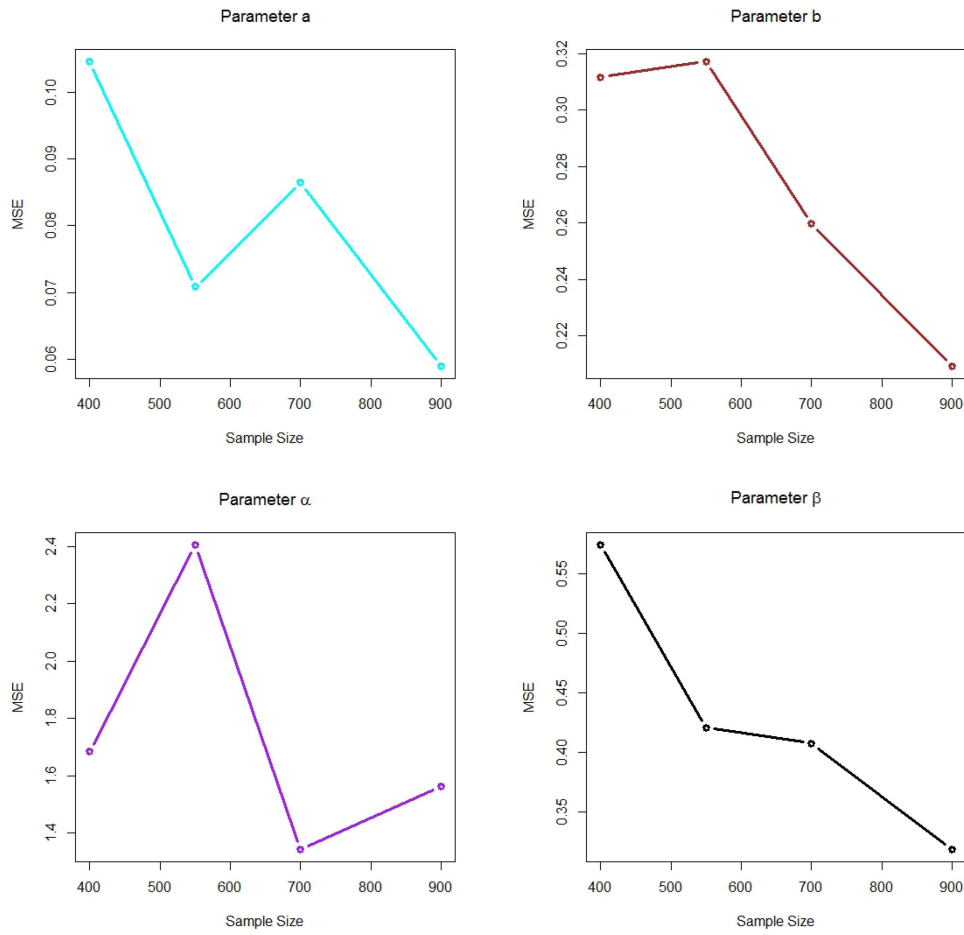 Parameter a
MSE
0.10
0.09
0.08
0.07
0.06
400 500 600 700 800 900
Sample Size
Parameter b
MSE
0.32
0.30
0.28
0.26
0.24
0.22
400 500 600 700 800 900
Sample Size
Parameter α
MSE
2.4
2.2
2.0
1.8
1.6
1.4
400 500 600 700 800 900
Sample Size
Parameter β
MSE
0.55
0.50
0.45
0.40
0.35
400 500 600 700 800 900
Sample Size